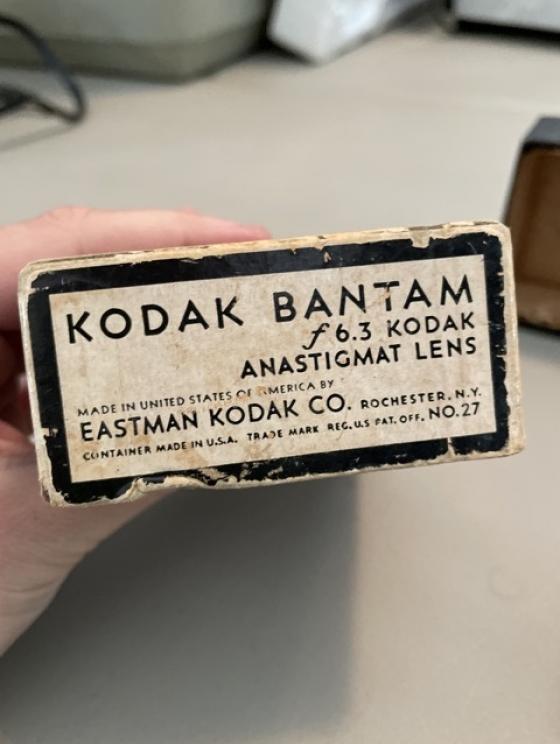 KODAK BANTAM
f 6.3 KODAK
ANASTIGMAT LENS
MADE IN UNITED STATES OF AMERICA BY
EASTMAN KODAK CO. ROCHESTER, N.Y.
CONTAINER MADE IN U.S.A. TRADE MARK REG. U.S PAT. OFF. NO. 27